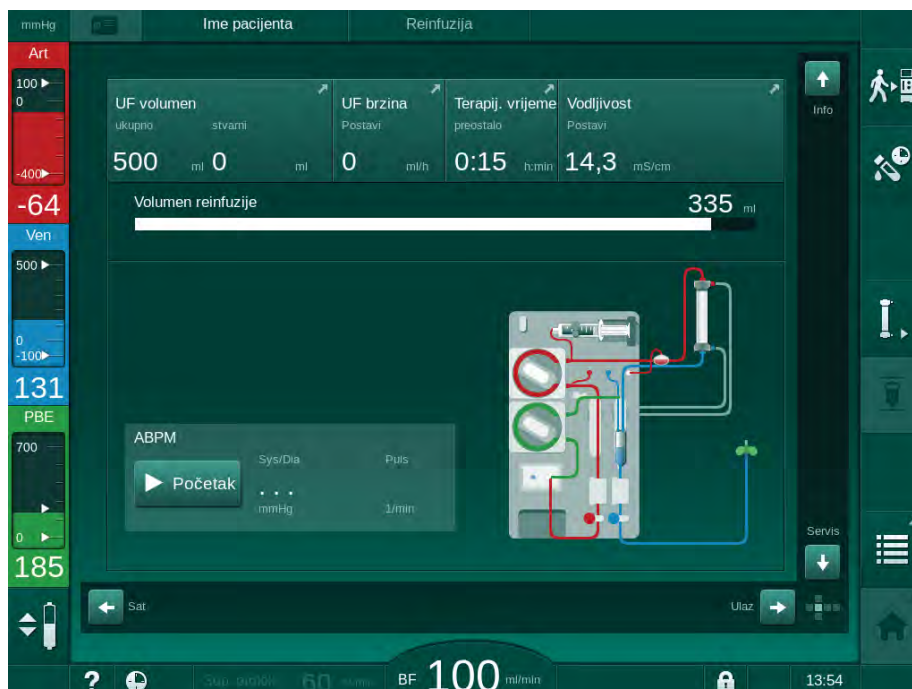 mmHg Ime pacijenta Reinfuzija
Art
100
0
-400
-64
Ven
500
0
-100
131
PBE
700
0
185
UF volumen UF brzina Terapij. vrijeme Vodljivost
ukupno stvarni Postavi preostalo Postavi
500 ml 0 ml 0 ml/h 0:15 h:min 14,3 mS/cm
Volumen reinfuzije 335 ml
ABPM
Sys/Dia Puls
Početak
. . .
mmHg 1/min
Info
Servis
Sat Ulaz
? 60 BF 100 ml/min 13:54